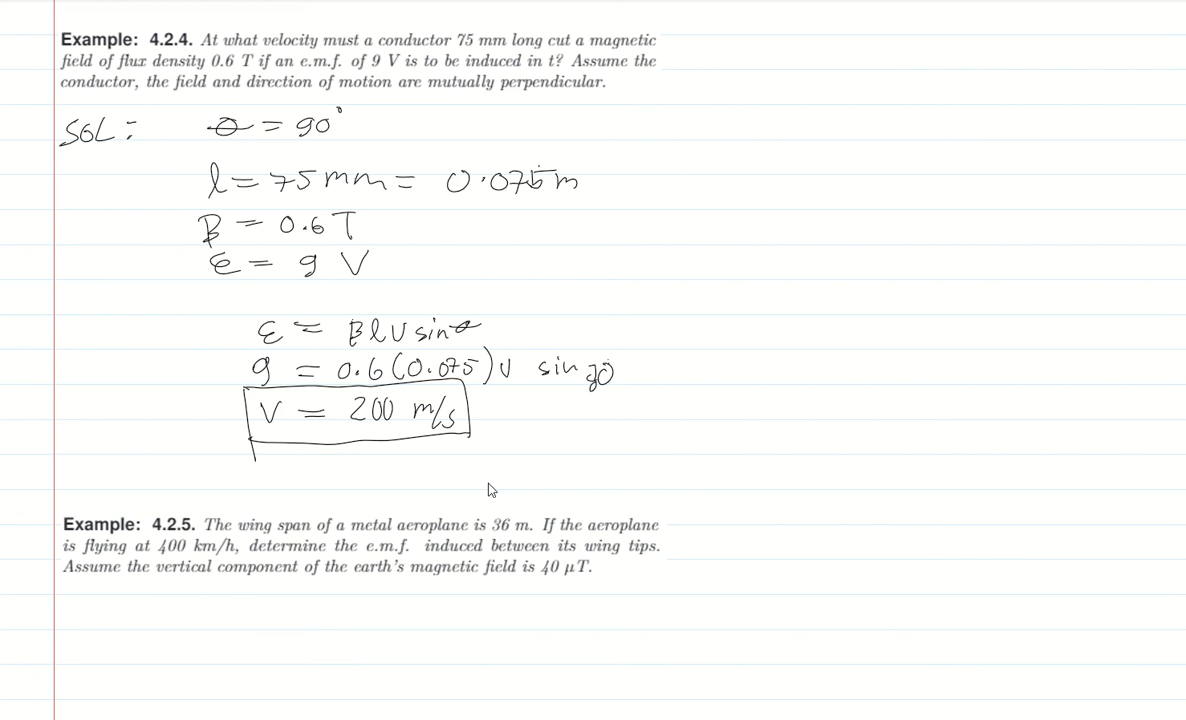 Example: 4.2.4. At what velocity must a conductor 75 mm long cut a magnetic
field of flux density 0.6 T if an e.m.f. of 9 V is to be induced in t? Assume the
conductor, the field and direction of motion are mutually perpendicular.
SOL: θ = 90°
l = 75 mm = 0.075 m
B = 0.6 T
ε = 9 V
ε = B l v sin θ
9 = 0.6 (0.075) v sin 90
V = 200 m/s
Example: 4.2.5. The wing span of a metal aeroplane is 36 m. If the aeroplane
is flying at 400 km/h, determine the e.m.f. induced between its wing tips.
Assume the vertical component of the earth's magnetic field is 40 μT.